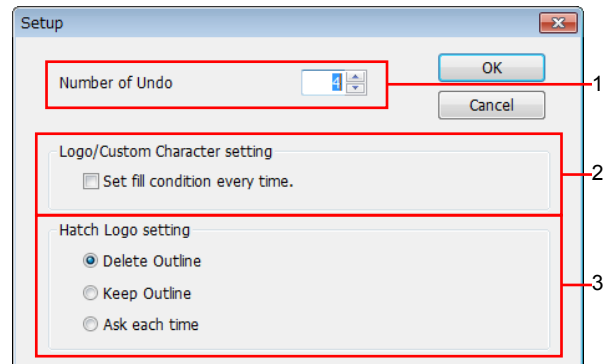 Setup
Number of Undo
4
OK
1
Cancel
Logo/Custom Character setting
Set fill condition every time.
2
Hatch Logo setting
Delete Outline
Keep Outline
3
Ask each time